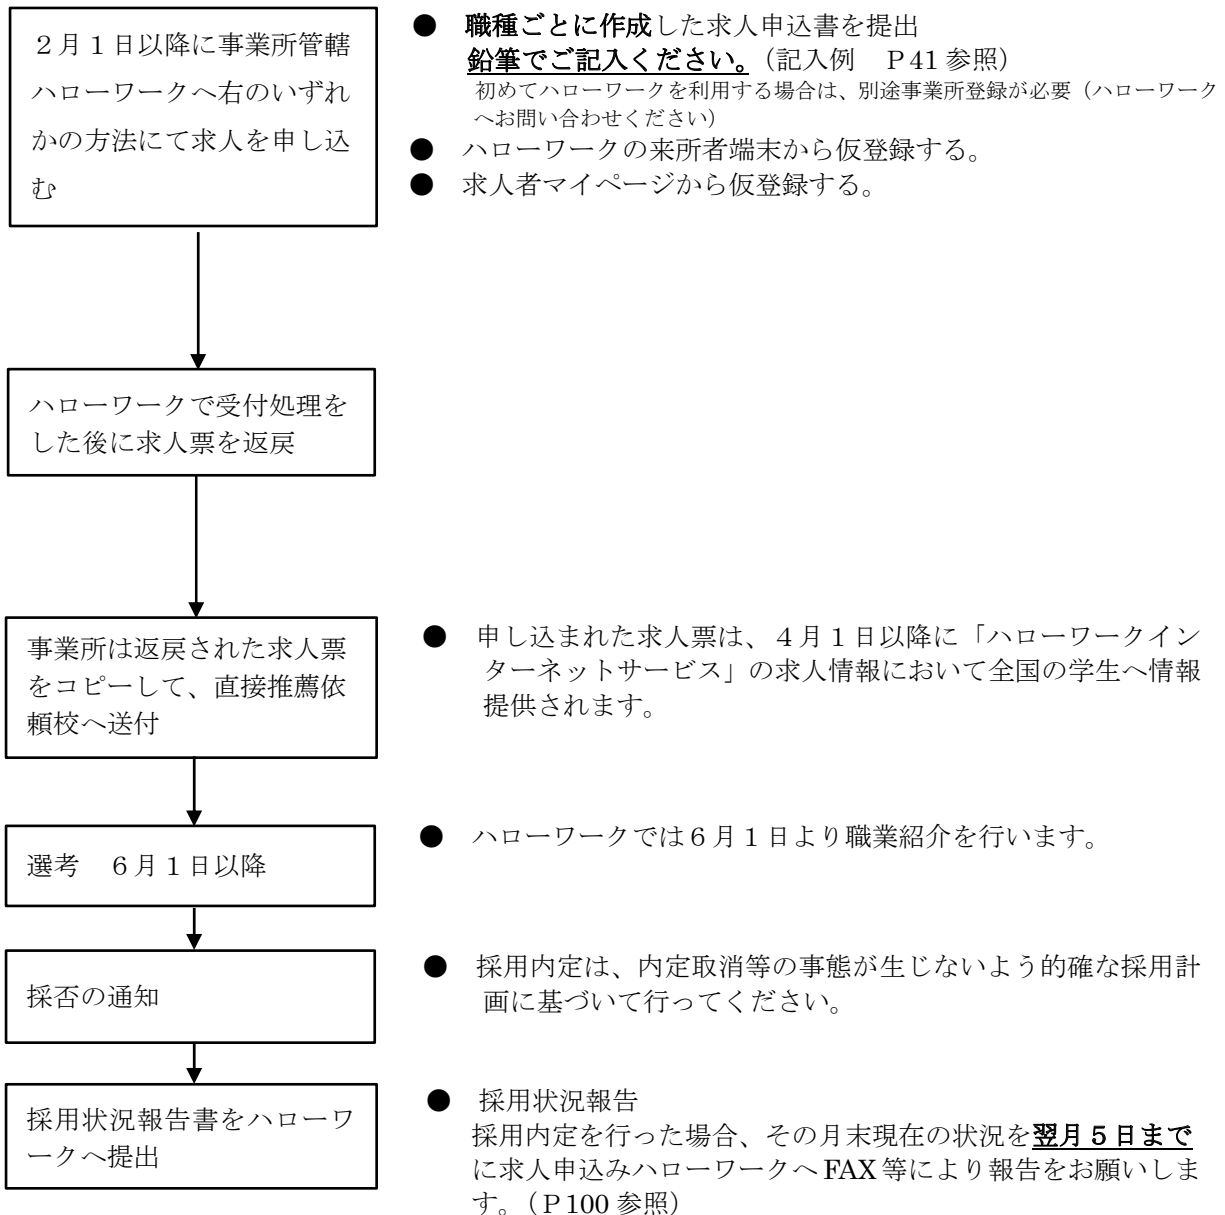 ２月１日以降に事業所管轄
ハローワークへ右のいずれ
かの方法にて求人を申し込
む
● 職種ごとに作成した求人申込書を提出
鉛筆でご記入ください。（記入例　Ｐ41 参照）
初めてハローワークを利用する場合は、別途事業所登録が必要（ハローワーク
へお問い合わせください）
● ハローワークの来所者端末から仮登録する。
● 求人者マイページから仮登録する。
ハローワークで受付処理を
した後に求人票を返戻
事業所は返戻された求人票
をコピーして、直接推薦依
頼校へ送付
● 申し込まれた求人票は、４月１日以降に「ハローワークイン
ターネットサービス」の求人情報において全国の学生へ情報
提供されます。
選考　６月１日以降
● ハローワークでは６月１日より職業紹介を行います。
採否の通知
● 採用内定は、内定取消等の事態が生じないよう的確な採用計
画に基づいて行ってください。
採用状況報告書をハローワ
ークへ提出
● 採用状況報告
採用内定を行った場合、その月末現在の状況を翌月５日まで
に求人申込みハローワークへ FAX 等により報告をお願いしま
す。（Ｐ100 参照）